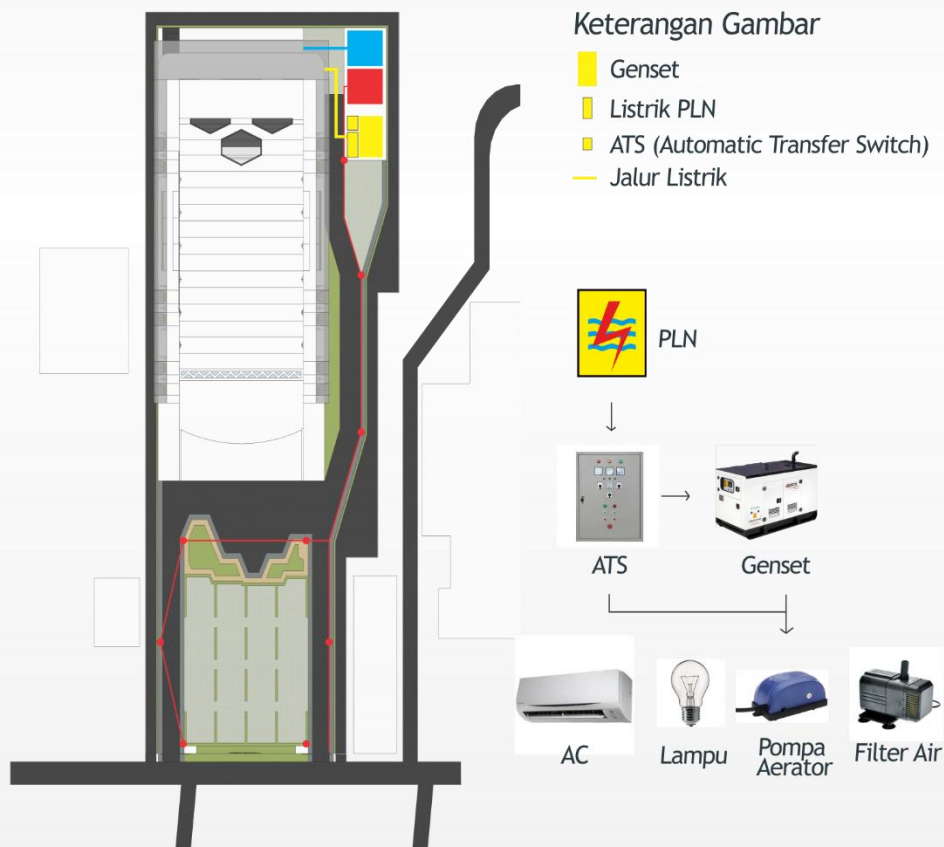 Keterangan Gambar
Genset
Listrik PLN
ATS (Automatic Transfer Switch)
Jalur Listrik
PLN
ATS
Genset
AC
Lampu
Pompa
Aerator
Filter Air